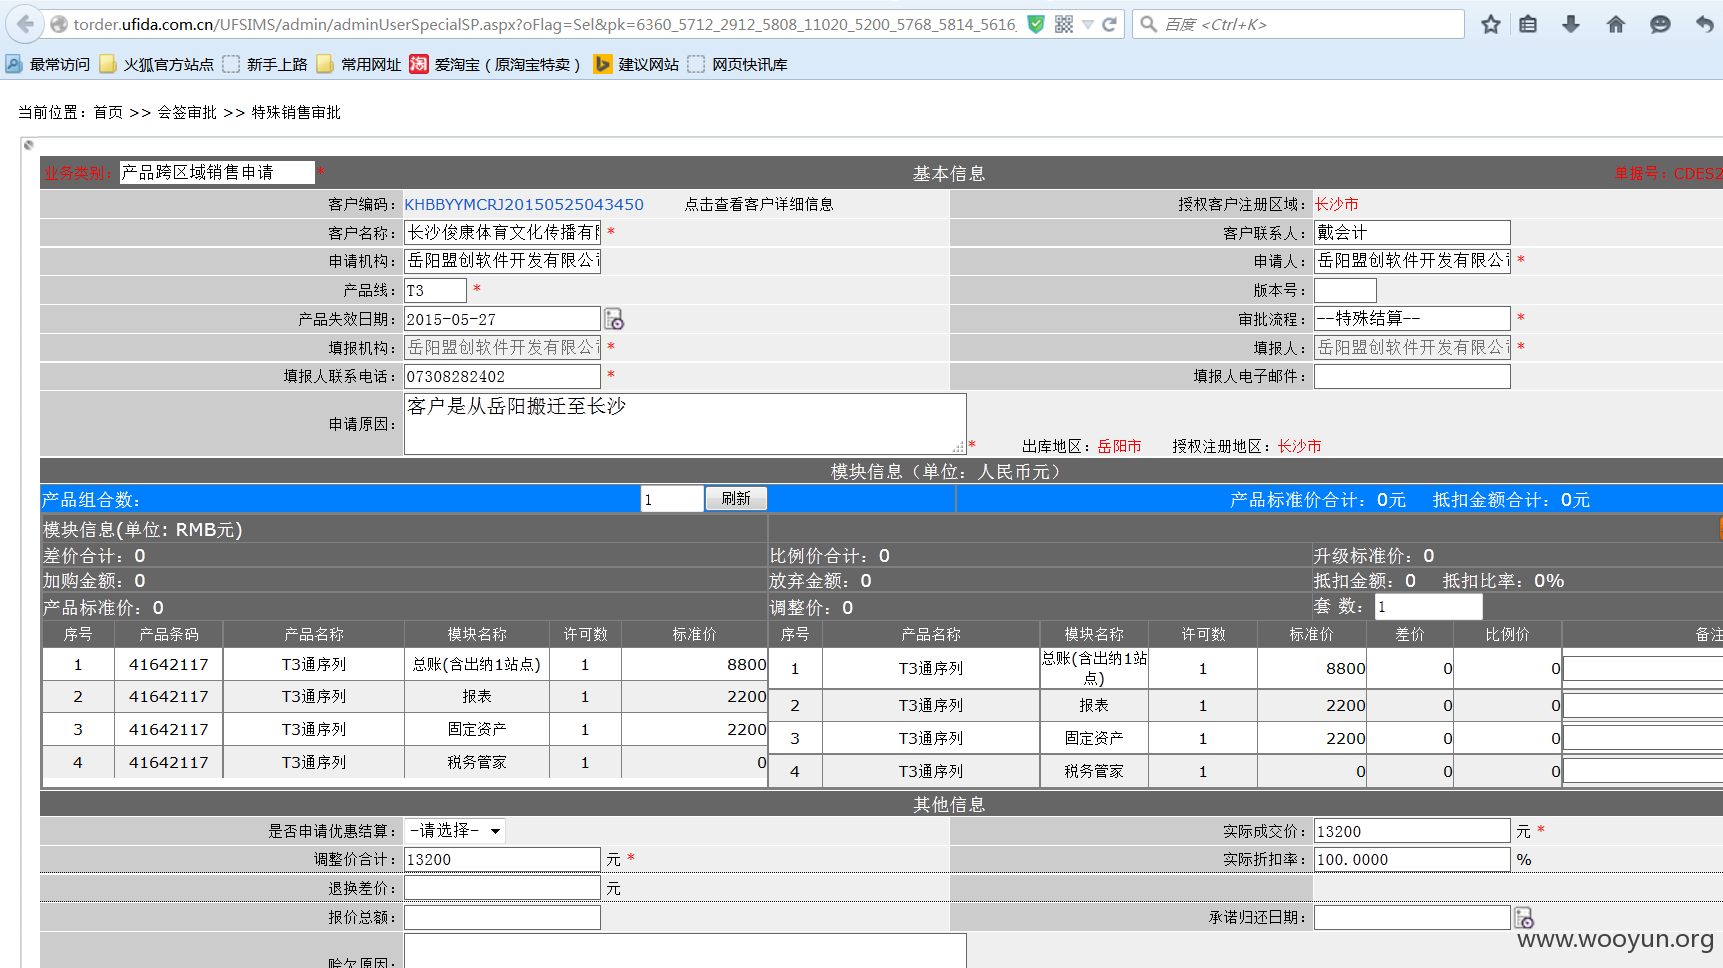 torder.ufida.com.cn/UFSIMS/admin/adminUserSpecialSP.aspx?oFlag=Sel&pk=6360_5712_2912_5808_11020_5200_5768_5814_5616_
百度 <Ctrl+K>
最常访问 火狐官方站点 新手上路 常用网址 爱淘宝（原淘宝特卖） 建议网站 网页快讯库
当前位置：首页 >> 会签审批 >> 特殊销售审批
业务类别： 产品跨区域销售申请 * 基本信息 单据号：CDES2
客户编码： KHBBYYMCRJ20150525043450 点击查看客户详细信息 授权客户注册区域： 长沙市
客户名称： 长沙俊康体育文化传播有 * 客户联系人： 戴会计
申请机构： 岳阳盟创软件开发有限公司 申请人： 岳阳盟创软件开发有限公司 *
产品线： T3 * 版本号：
产品失效日期： 2015-05-27 审批流程： --特殊结算-- *
填报机构： 岳阳盟创软件开发有限公司 * 填报人： 岳阳盟创软件开发有限公司 *
填报人联系电话： 07308282402 * 填报人电子邮件：
申请原因： 客户是从岳阳搬迁至长沙 * 出库地区：岳阳市 授权注册地区：长沙市
模块信息（单位：人民币元）
产品组合数： 1 刷新 产品标准价合计：0元 抵扣金额合计：0元
模块信息(单位: RMB元)
差价合计：0 比例价合计：0 升级标准价：0
加购金额：0 放弃金额：0 抵扣金额：0 抵扣比率：0%
产品标准价：0 调整价：0 套 数： 1
序号 产品条码 产品名称 模块名称 许可数 标准价 序号 产品名称 模块名称 许可数 标准价 差价 比例价 备注
1 41642117 T3通序列 总账(含出纳1站点) 1 8800 1 T3通序列 总账(含出纳1站点) 1 8800 0 0
2 41642117 T3通序列 报表 1 2200 2 T3通序列 报表 1 2200 0 0
3 41642117 T3通序列 固定资产 1 2200 3 T3通序列 固定资产 1 2200 0 0
4 41642117 T3通序列 税务管家 1 0 4 T3通序列 税务管家 1 0 0 0
其他信息
是否申请优惠结算： -请选择- 实际成交价： 13200 元 *
调整价合计： 13200 元 * 实际折扣率： 100.0000 %
退换差价： 元
报价总额： 承诺归还日期：
赊欠原因：
www.wooyun.org